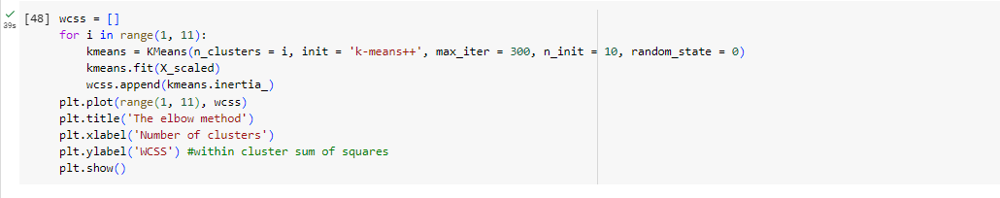 [48] wcss = []
for i in range(1, 11):
kmeans = KMeans(n_clusters = i, init = 'k-means++', max_iter = 300, n_init = 10, random_state = 0)
kmeans.fit(X_scaled)
wcss.append(kmeans.inertia_)
plt.plot(range(1, 11), wcss)
plt.title('The elbow method')
plt.xlabel('Number of clusters')
plt.ylabel('WCSS') #within cluster sum of squares
plt.show()
39s